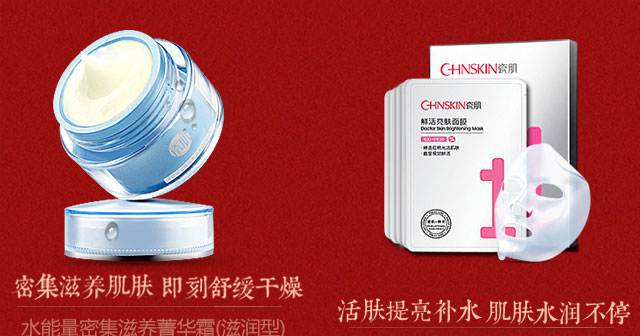 密集滋养肌肤 即刻舒缓干燥
水能量密集滋养菁华霜(滋润型)
CHNSKIN瓷肌
CHNSKIN瓷肌
鲜活亮肤面膜
Doctor Skin Brightening Mask
活肤提亮补水 肌肤水润不停